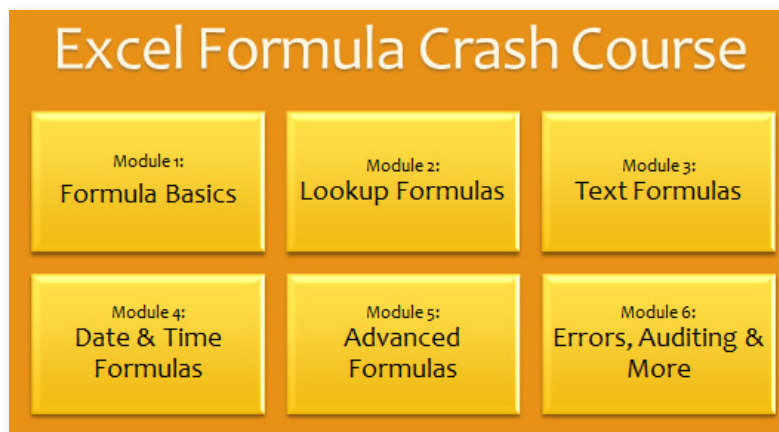 Excel Formula Crash Course
Module 1:
Formula Basics
Module 2:
Lookup Formulas
Module 3:
Text Formulas
Module 4:
Date & Time
Formulas
Module 5:
Advanced
Formulas
Module 6:
Errors, Auditing &
More